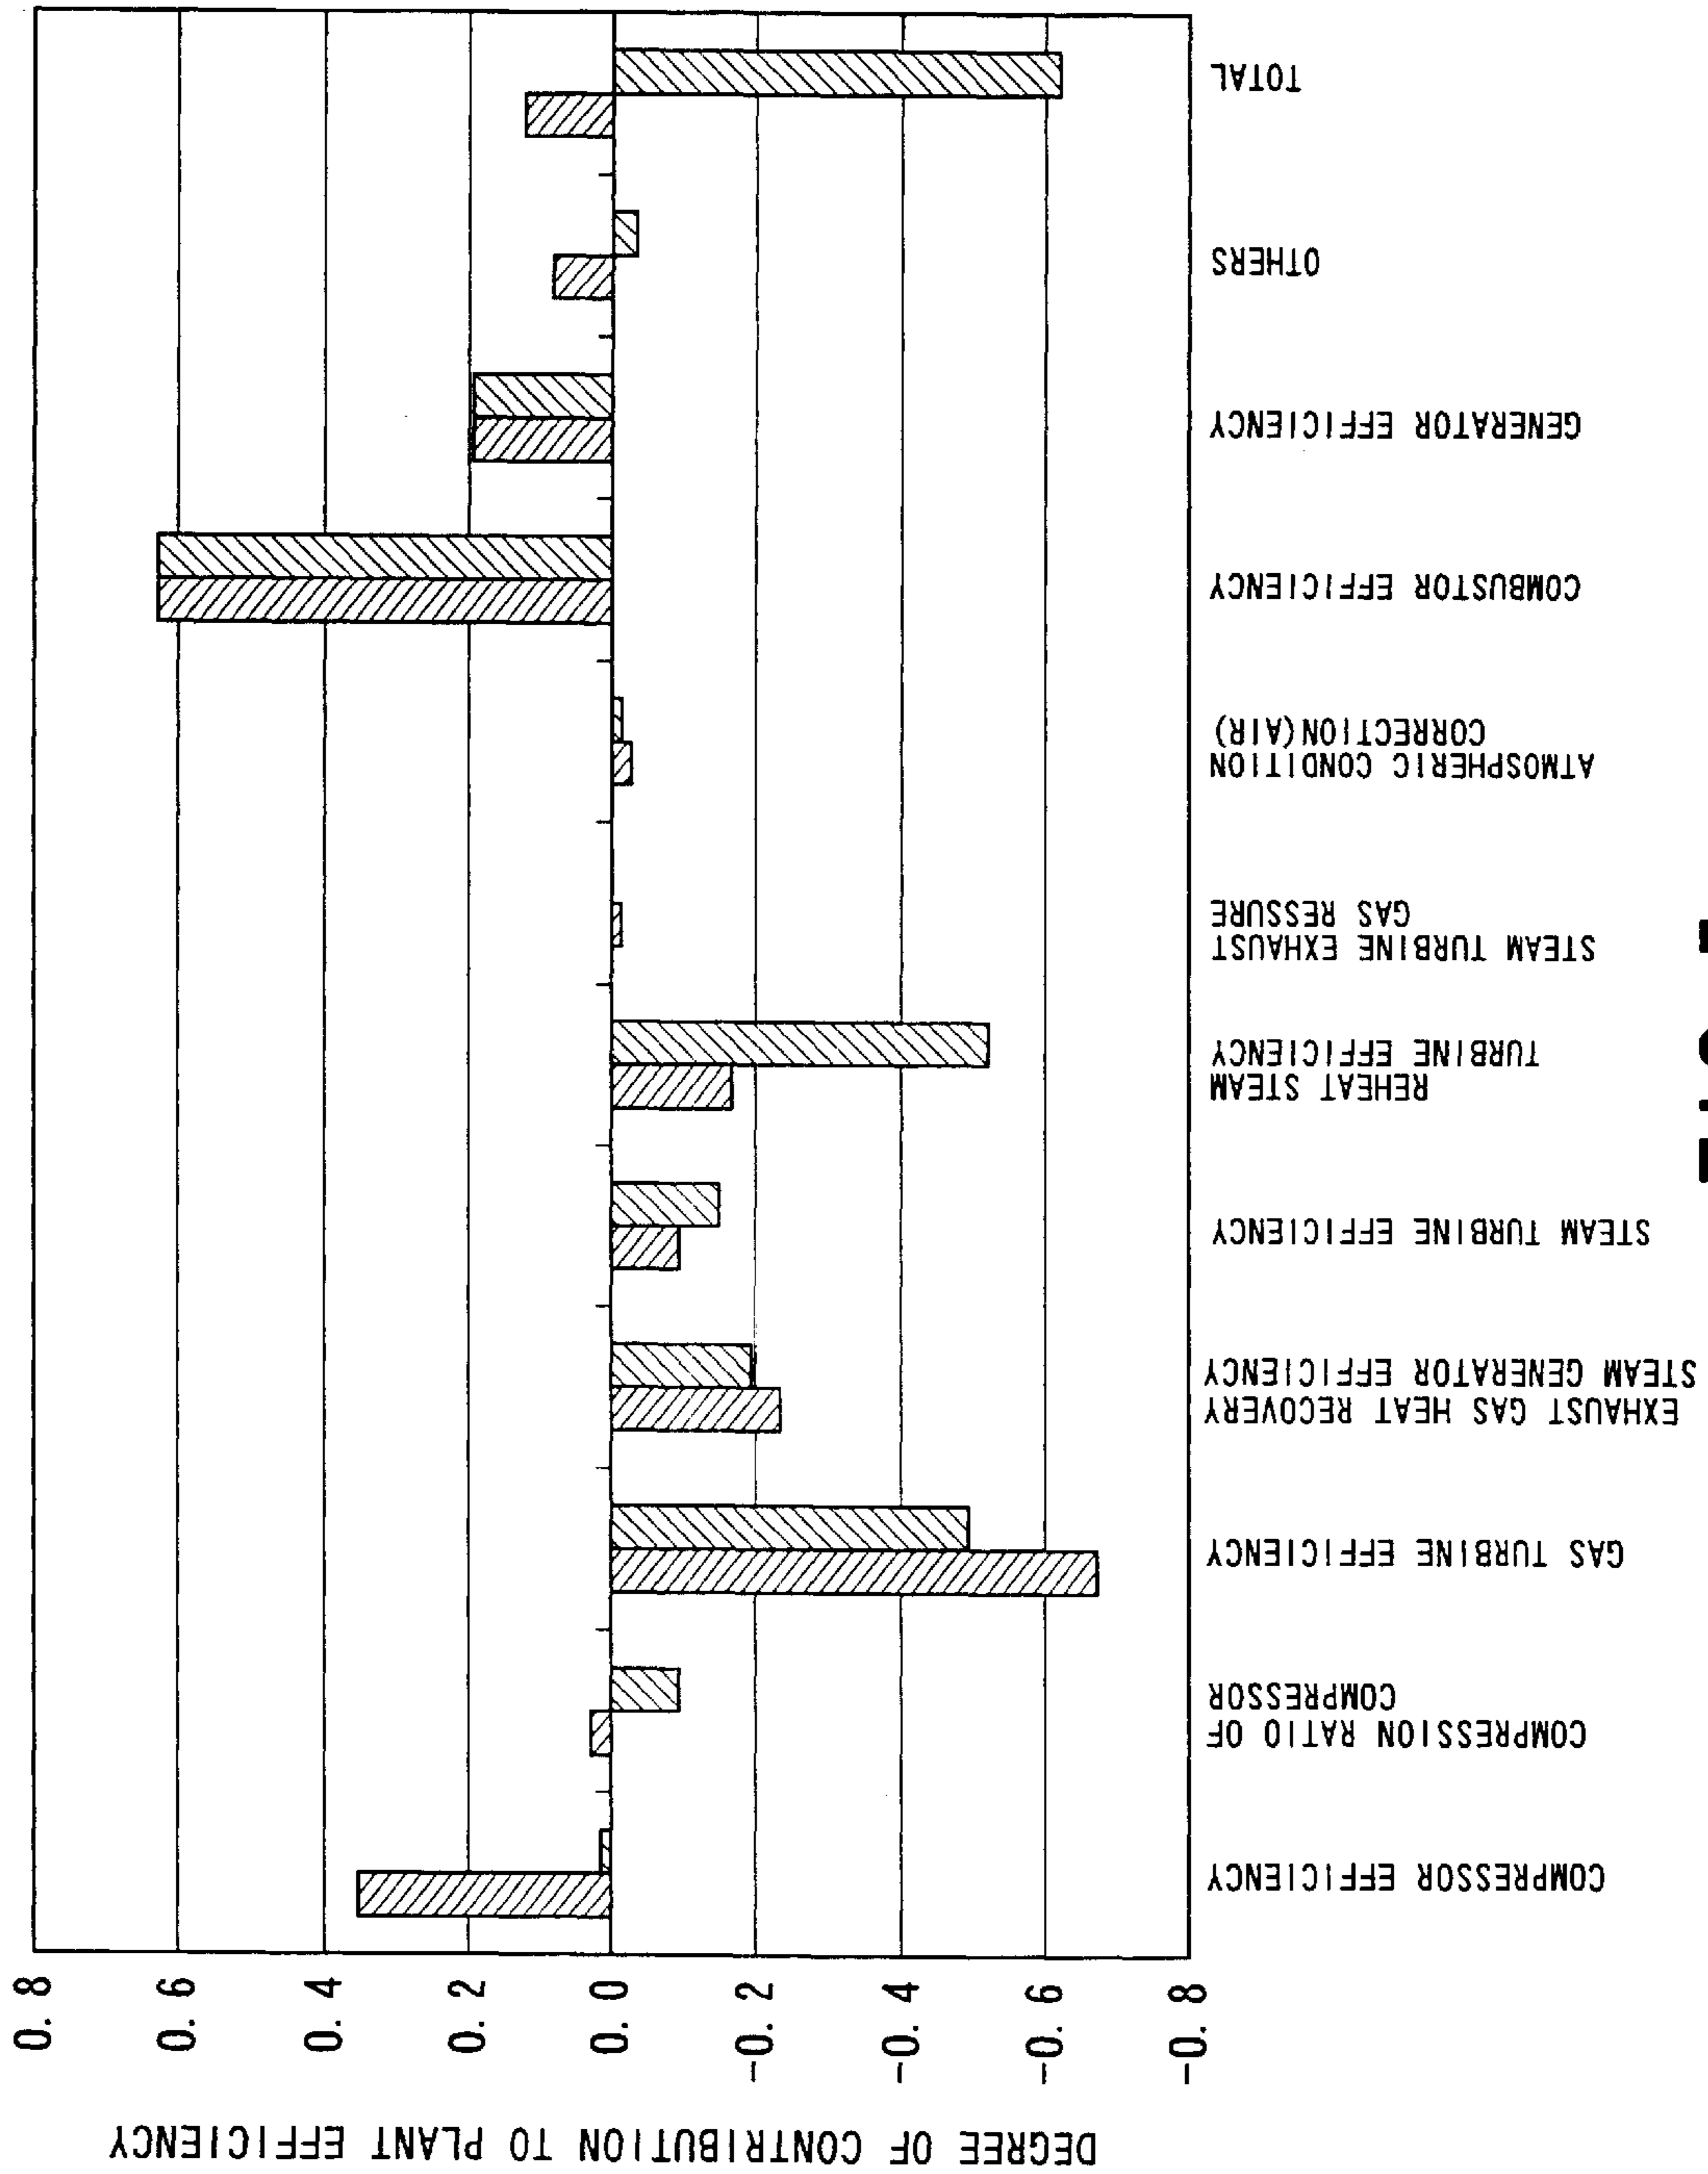 DEGREE OF CONTRIBUTION TO PLANT EFFICIENCY
0.8
0.6
0.4
0.2
0.0
-0.2
-0.4
-0.6
-0.8
COMPRESSOR EFFICIENCY
COMPRESSION RATIO OF
COMPRESSOR
GAS TURBINE EFFICIENCY
EXHAUST GAS HEAT RECOVERY
STEAM GENERATOR EFFICIENCY
STEAM TURBINE EFFICIENCY
REHEAT STEAM
TURBINE EFFICIENCY
STEAM TURBINE EXHAUST
GAS RESSURE
ATMOSPHERIC CONDITION
CORRECTION(AIR)
COMBUSTOR EFFICIENCY
GENERATOR EFFICIENCY
OTHERS
TOTAL